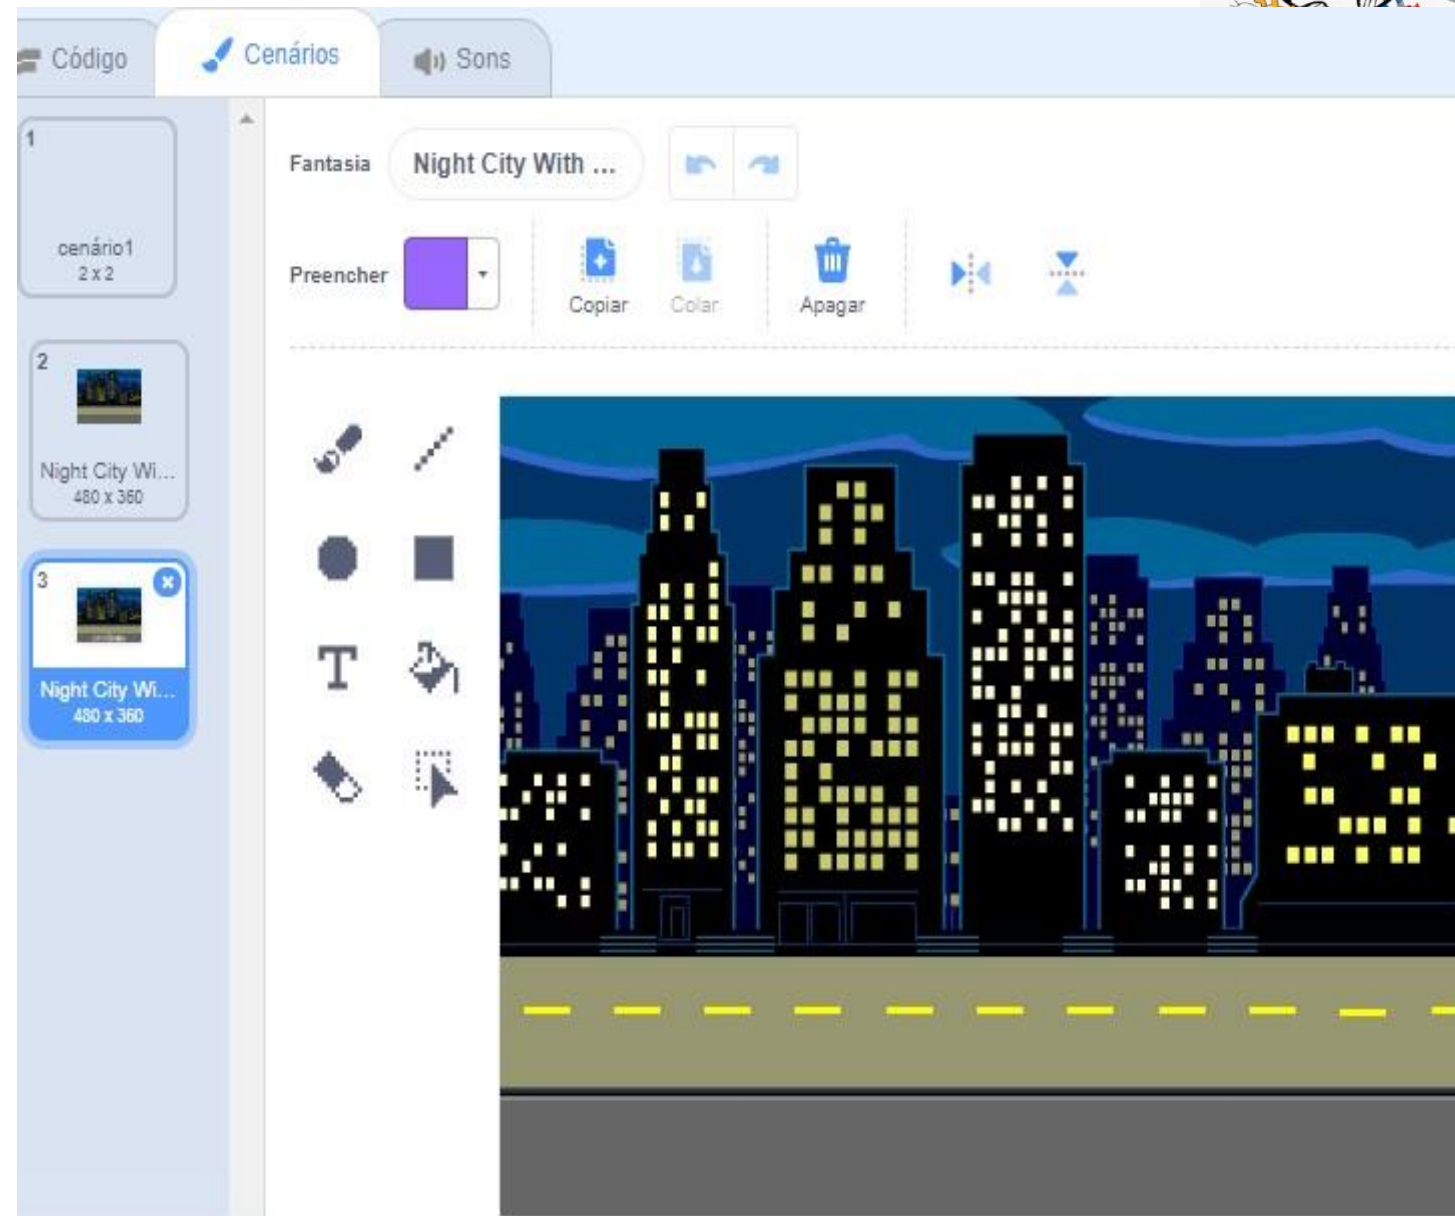 Código
Cenários
Sons
1
cenário1
2 x 2
2
Night City Wi...
480 x 360
3
Night City Wi...
480 x 360
Fantasia
Night City With ...
Preencher
Copiar
Colar
Apagar
T